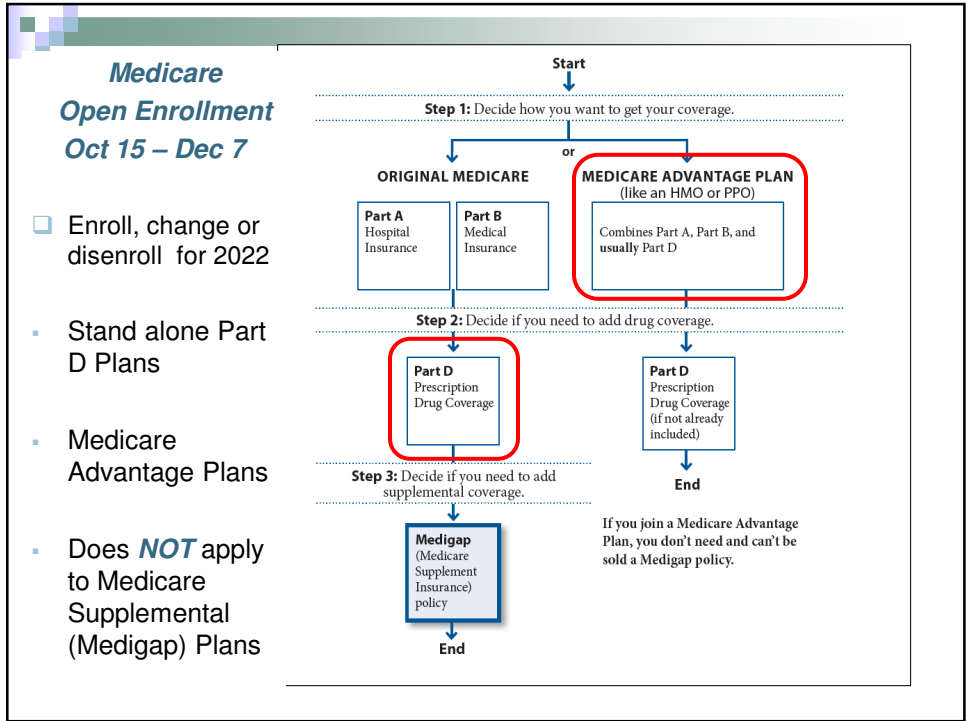 Medicare
Open Enrollment
Oct 15 – Dec 7
Enroll, change or
disenroll for 2022
Stand alone Part
D Plans
Medicare
Advantage Plans
Does NOT apply
to Medicare
Supplemental
(Medigap) Plans
Start
Step 1: Decide how you want to get your coverage.
or
ORIGINAL MEDICARE
Part A
Hospital
Insurance
Part B
Medical
Insurance
MEDICARE ADVANTAGE PLAN
(like an HMO or PPO)
Combines Part A, Part B, and
usually Part D
Step 2: Decide if you need to add drug coverage.
Part D
Prescription
Drug Coverage
Part D
Prescription
Drug Coverage
(if not already
included)
End
Step 3: Decide if you need to add
supplemental coverage.
Medigap
(Medicare
Supplement
Insurance)
policy
End
If you join a Medicare Advantage
Plan, you don’t need and can’t be
sold a Medigap policy.